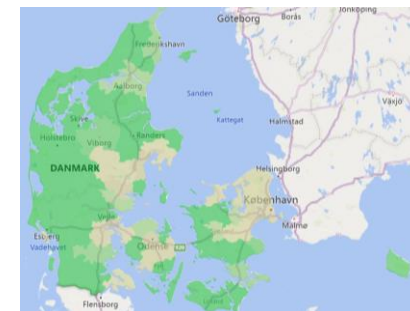 Göteborg
Borås
Jönköping
Frederikshavn
Aalborg
Sanden
Växjö
Skive
Kattegat
Halmstad
Holstebro
Viborg
Randers
DANMARK
Helsingborg
København
Vejle
Malmö
Esbjerg
Vadehavet
Odense
Flensborg